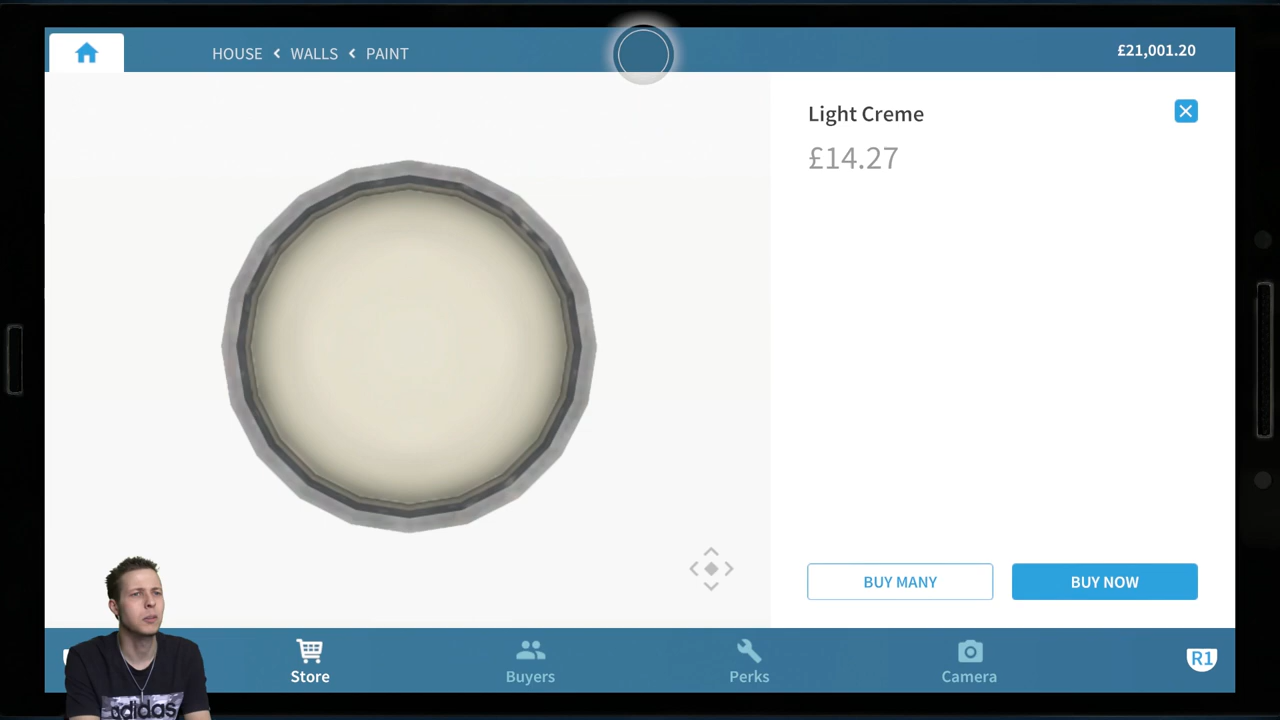 HOUSE < WALLS < PAINT
£21,001.20
Light Creme
£14.27
BUY MANY
BUY NOW
Store
Buyers
Perks
Camera
R1
adidas